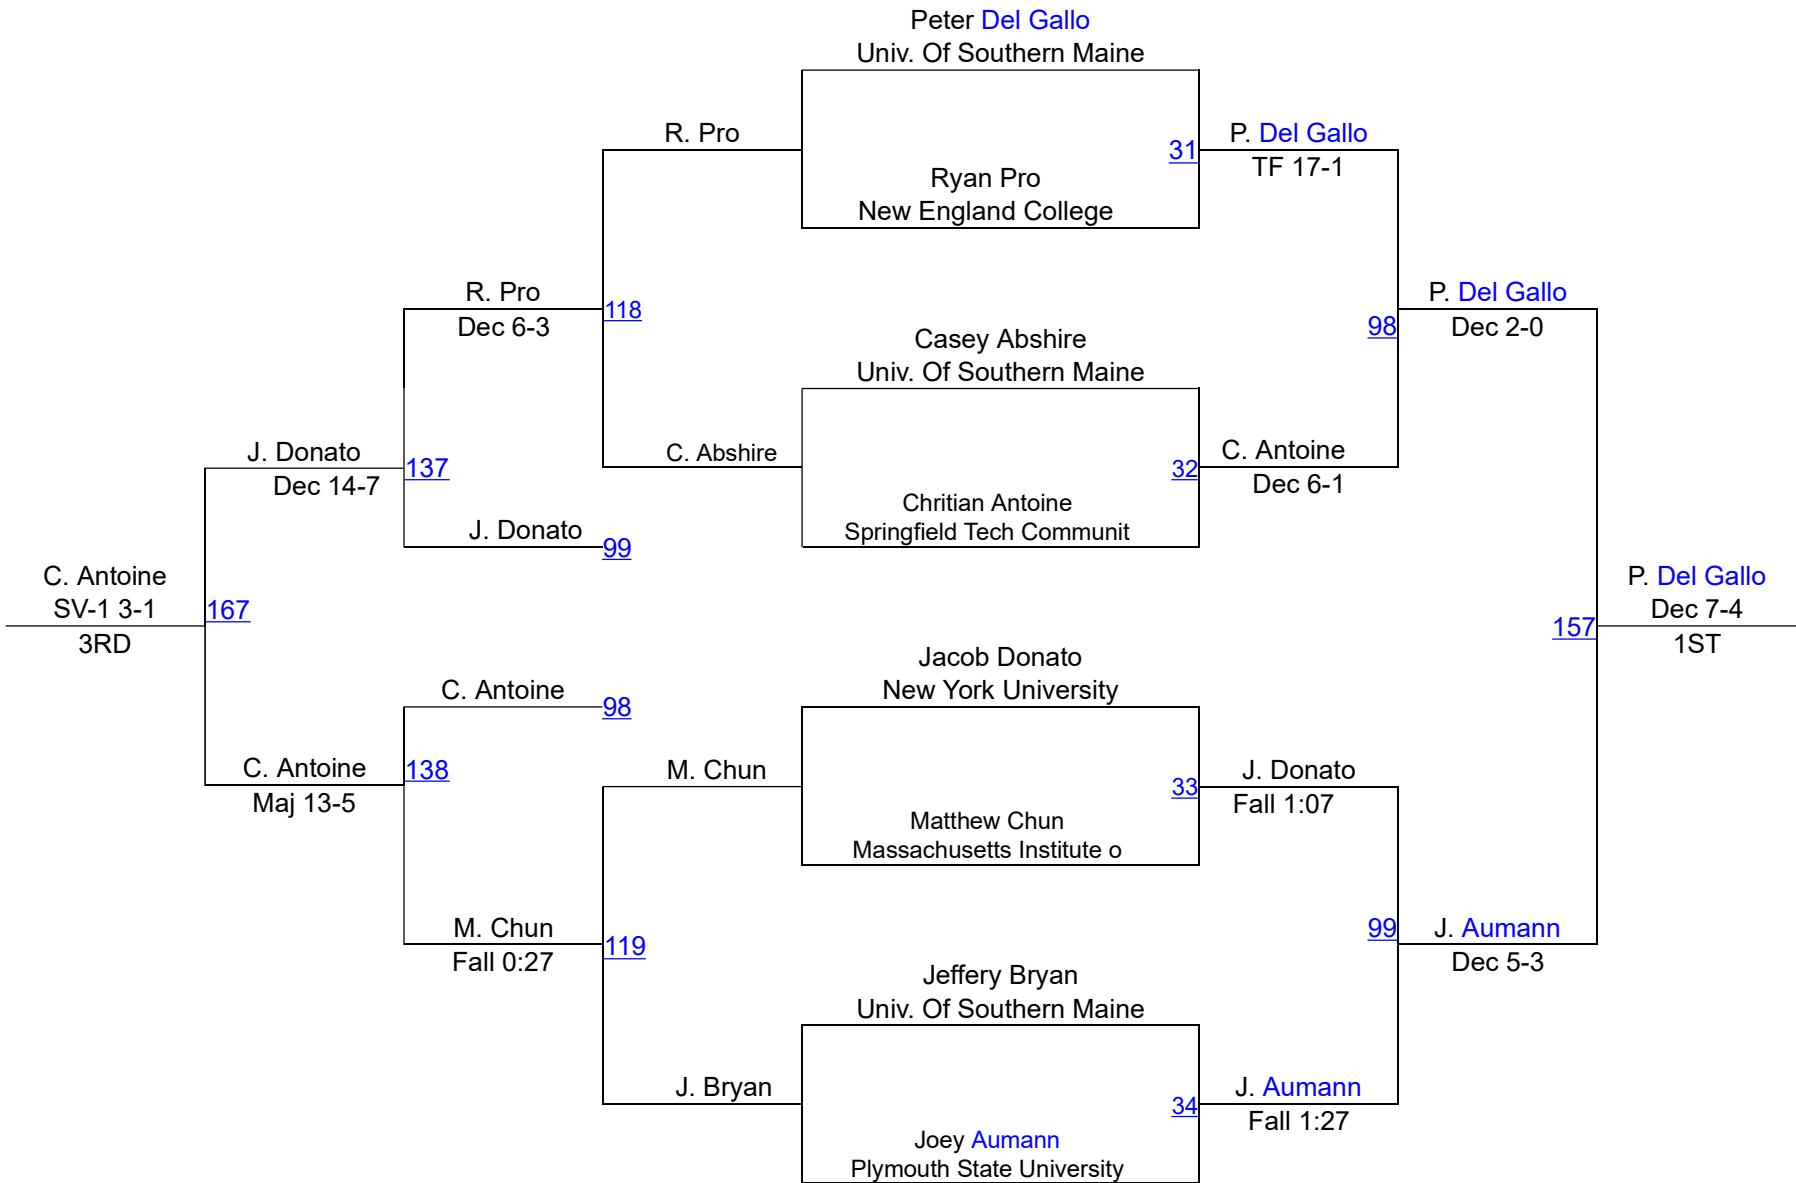 Peter Del Gallo
Univ. Of Southern Maine
R. Pro
31
P. Del Gallo
TF 17-1
Ryan Pro
New England College
R. Pro
Dec 6-3
118
P. Del Gallo
Dec 2-0
98
Casey Abshire
Univ. Of Southern Maine
J. Donato
Dec 14-7
137
C. Abshire
32
C. Antoine
Dec 6-1
Chritian Antoine
Springfield Tech Communit
J. Donato
99
C. Antoine
SV-1 3-1
3RD
167
157
P. Del Gallo
Dec 7-4
1ST
Jacob Donato
New York University
C. Antoine
98
C. Antoine
Maj 13-5
138
M. Chun
33
J. Donato
Fall 1:07
Matthew Chun
Massachusetts Institute o
M. Chun
Fall 0:27
119
99
J. Aumann
Dec 5-3
Jeffery Bryan
Univ. Of Southern Maine
J. Bryan
34
J. Aumann
Fall 1:27
Joey Aumann
Plymouth State University